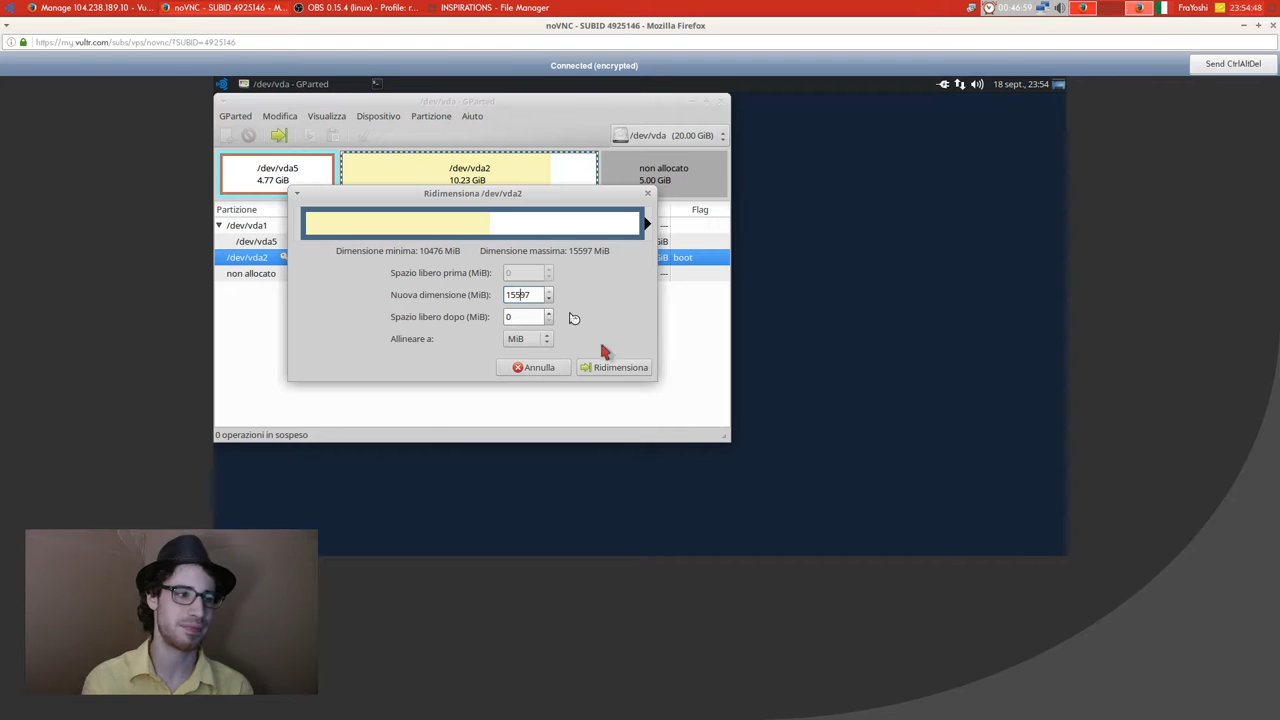 Manage 104.238.189.10 - Vu...
noVNC - SUBID 4925146 - M...
OBS 0.15.4 (linux) - Profile: r...
INSPIRATIONS - File Manager
00:46:59
FraYoshi
23:54:48
noVNC - SUBID 4925146 - Mozilla Firefox
https://my.vultr.com/subs/vps/novnc/?SUBID=4925146
Connected (encrypted)
Send CtrlAltDel
/dev/vda - GParted
18 sept., 23:54
/dev/vda - GParted
GParted Modifica Visualizza Dispositivo Partizione Aiuto
/dev/vda (20.00 GiB)
/dev/vda5
4.77 GiB
/dev/vda2
10.23 GiB
non allocato
5.00 GiB
Ridimensiona /dev/vda2
Partizione
Flag
/dev/vda1
---
/dev/vda5
GiB
/dev/vda2
GiB boot
non allocato
---
Dimensione minima: 10476 MiB Dimensione massima: 15597 MiB
Spazio libero prima (MiB): 0
Nuova dimensione (MiB): 15597
Spazio libero dopo (MiB): 0
Allineare a: MiB
Annulla Ridimensiona
0 operazioni in sospeso